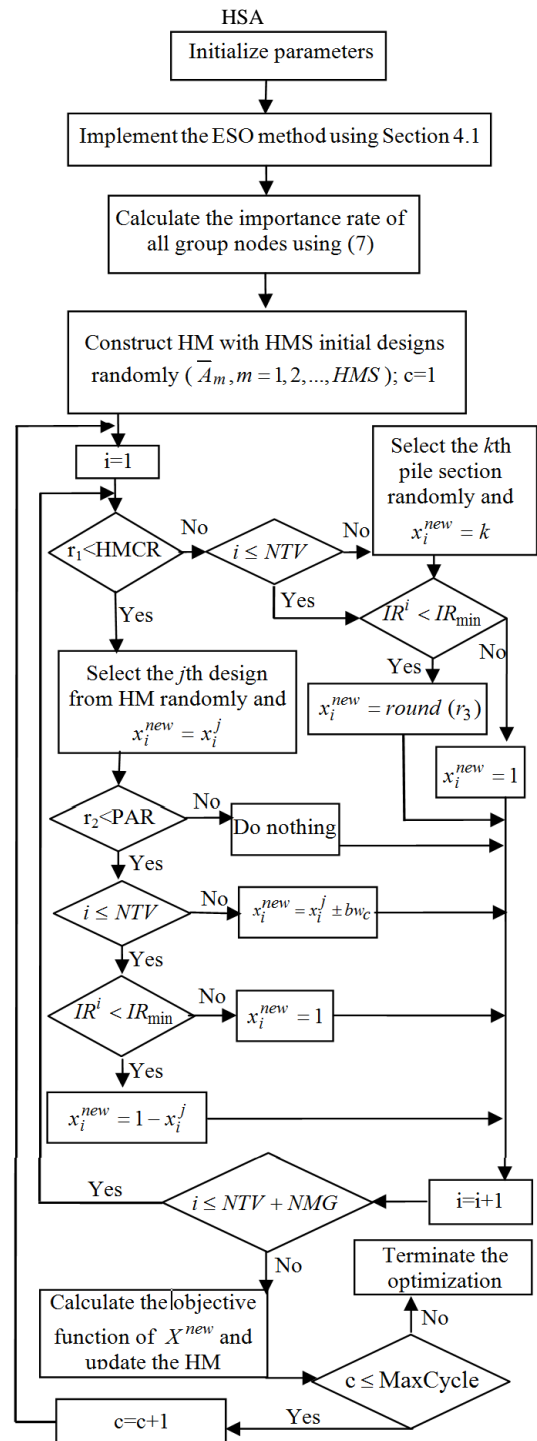 HSA
Initialize parameters
Implement the ESO method using Section 4.1
Calculate the importance rate of
all group nodes using (7)
Construct HM with HMS initial designs
randomly ( A̅_m, m = 1, 2, ..., HMS ); c=1
i=1
Select the kth
pile section
randomly and
x_i^{new} = k
r₁<HMCR
No
i ≤ NTV
No
Yes
Yes
IR^i < IR_min
No
Yes
Select the jth design
from HM randomly and
x_i^{new} = x_i^j
x_i^{new} = round (r₃)
x_i^{new} = 1
r₂<PAR
No
Do nothing
Yes
i ≤ NTV
No
x_i^{new} = x_i^j ± bw_c
Yes
IR^i < IR_min
No
x_i^{new} = 1
Yes
x_i^{new} = 1 − x_i^j
Yes
i ≤ NTV + NMG
i=i+1
No
Terminate the
optimization
Calculate the objective
function of X^{new} and
update the HM
No
c ≤ MaxCycle
Yes
c=c+1